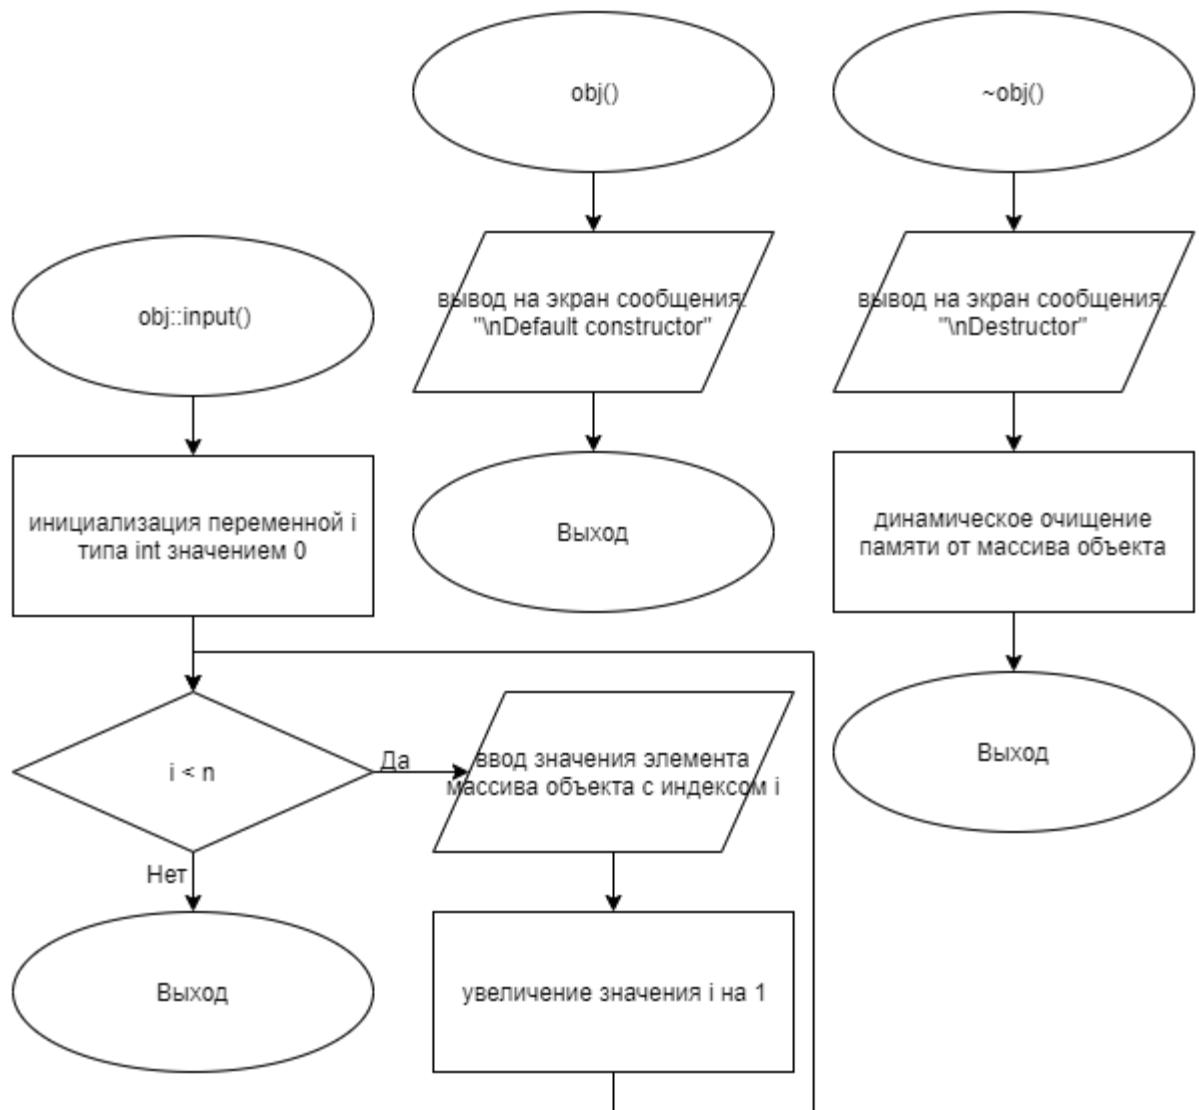 obj()
вывод на экран сообщения:
"\nDefault constructor"
Выход
~obj()
вывод на экран сообщения:
"\nDestructor"
динамическое очищение
памяти от массива объекта
Выход
obj::input()
инициализация переменной i
типа int значением 0
i < n
Да
ввод значения элемента
массива объекта с индексом i
увеличение значения i на 1
Нет
Выход